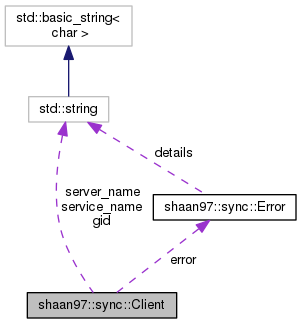 std::basic_string<
char >
std::string
details
server_name
service_name
gid
shaan97::sync::Error
error
shaan97::sync::Client